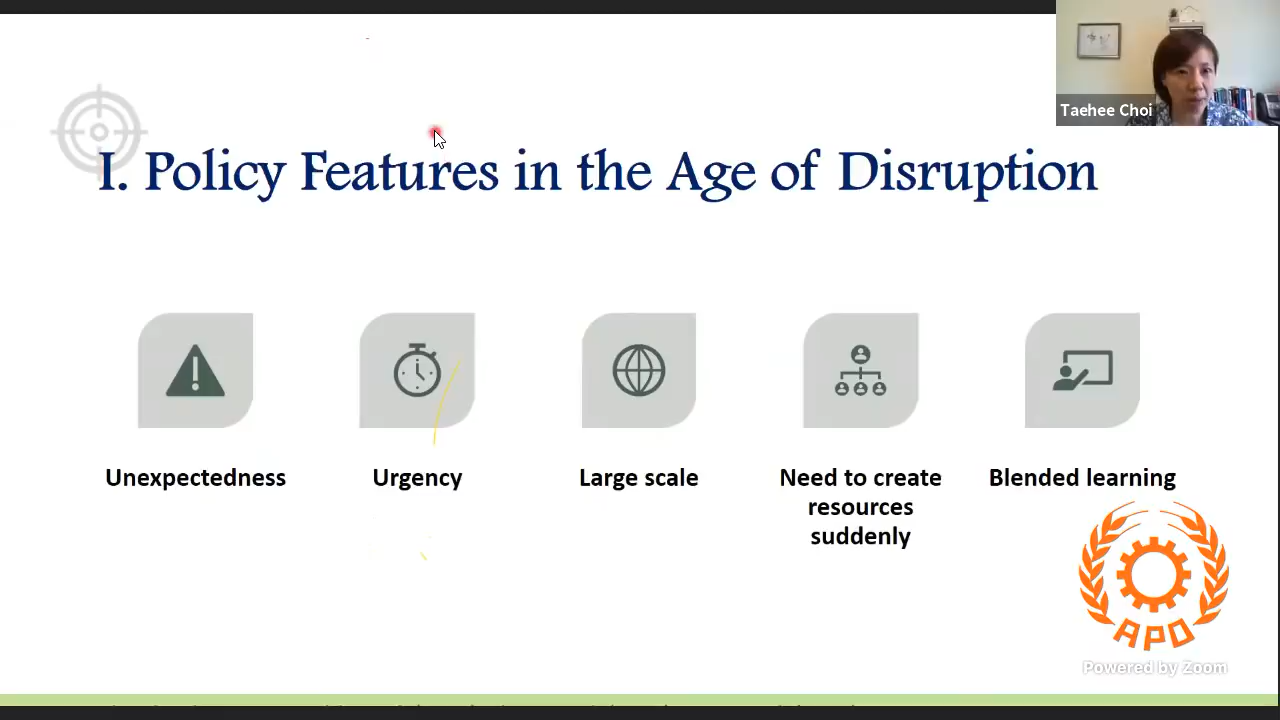 Taehee Choi
I. Policy Features in the Age of Disruption
Unexpectedness
Urgency
Large scale
Need to create
resources
suddenly
Blended learning
APO
Powered by Zoom